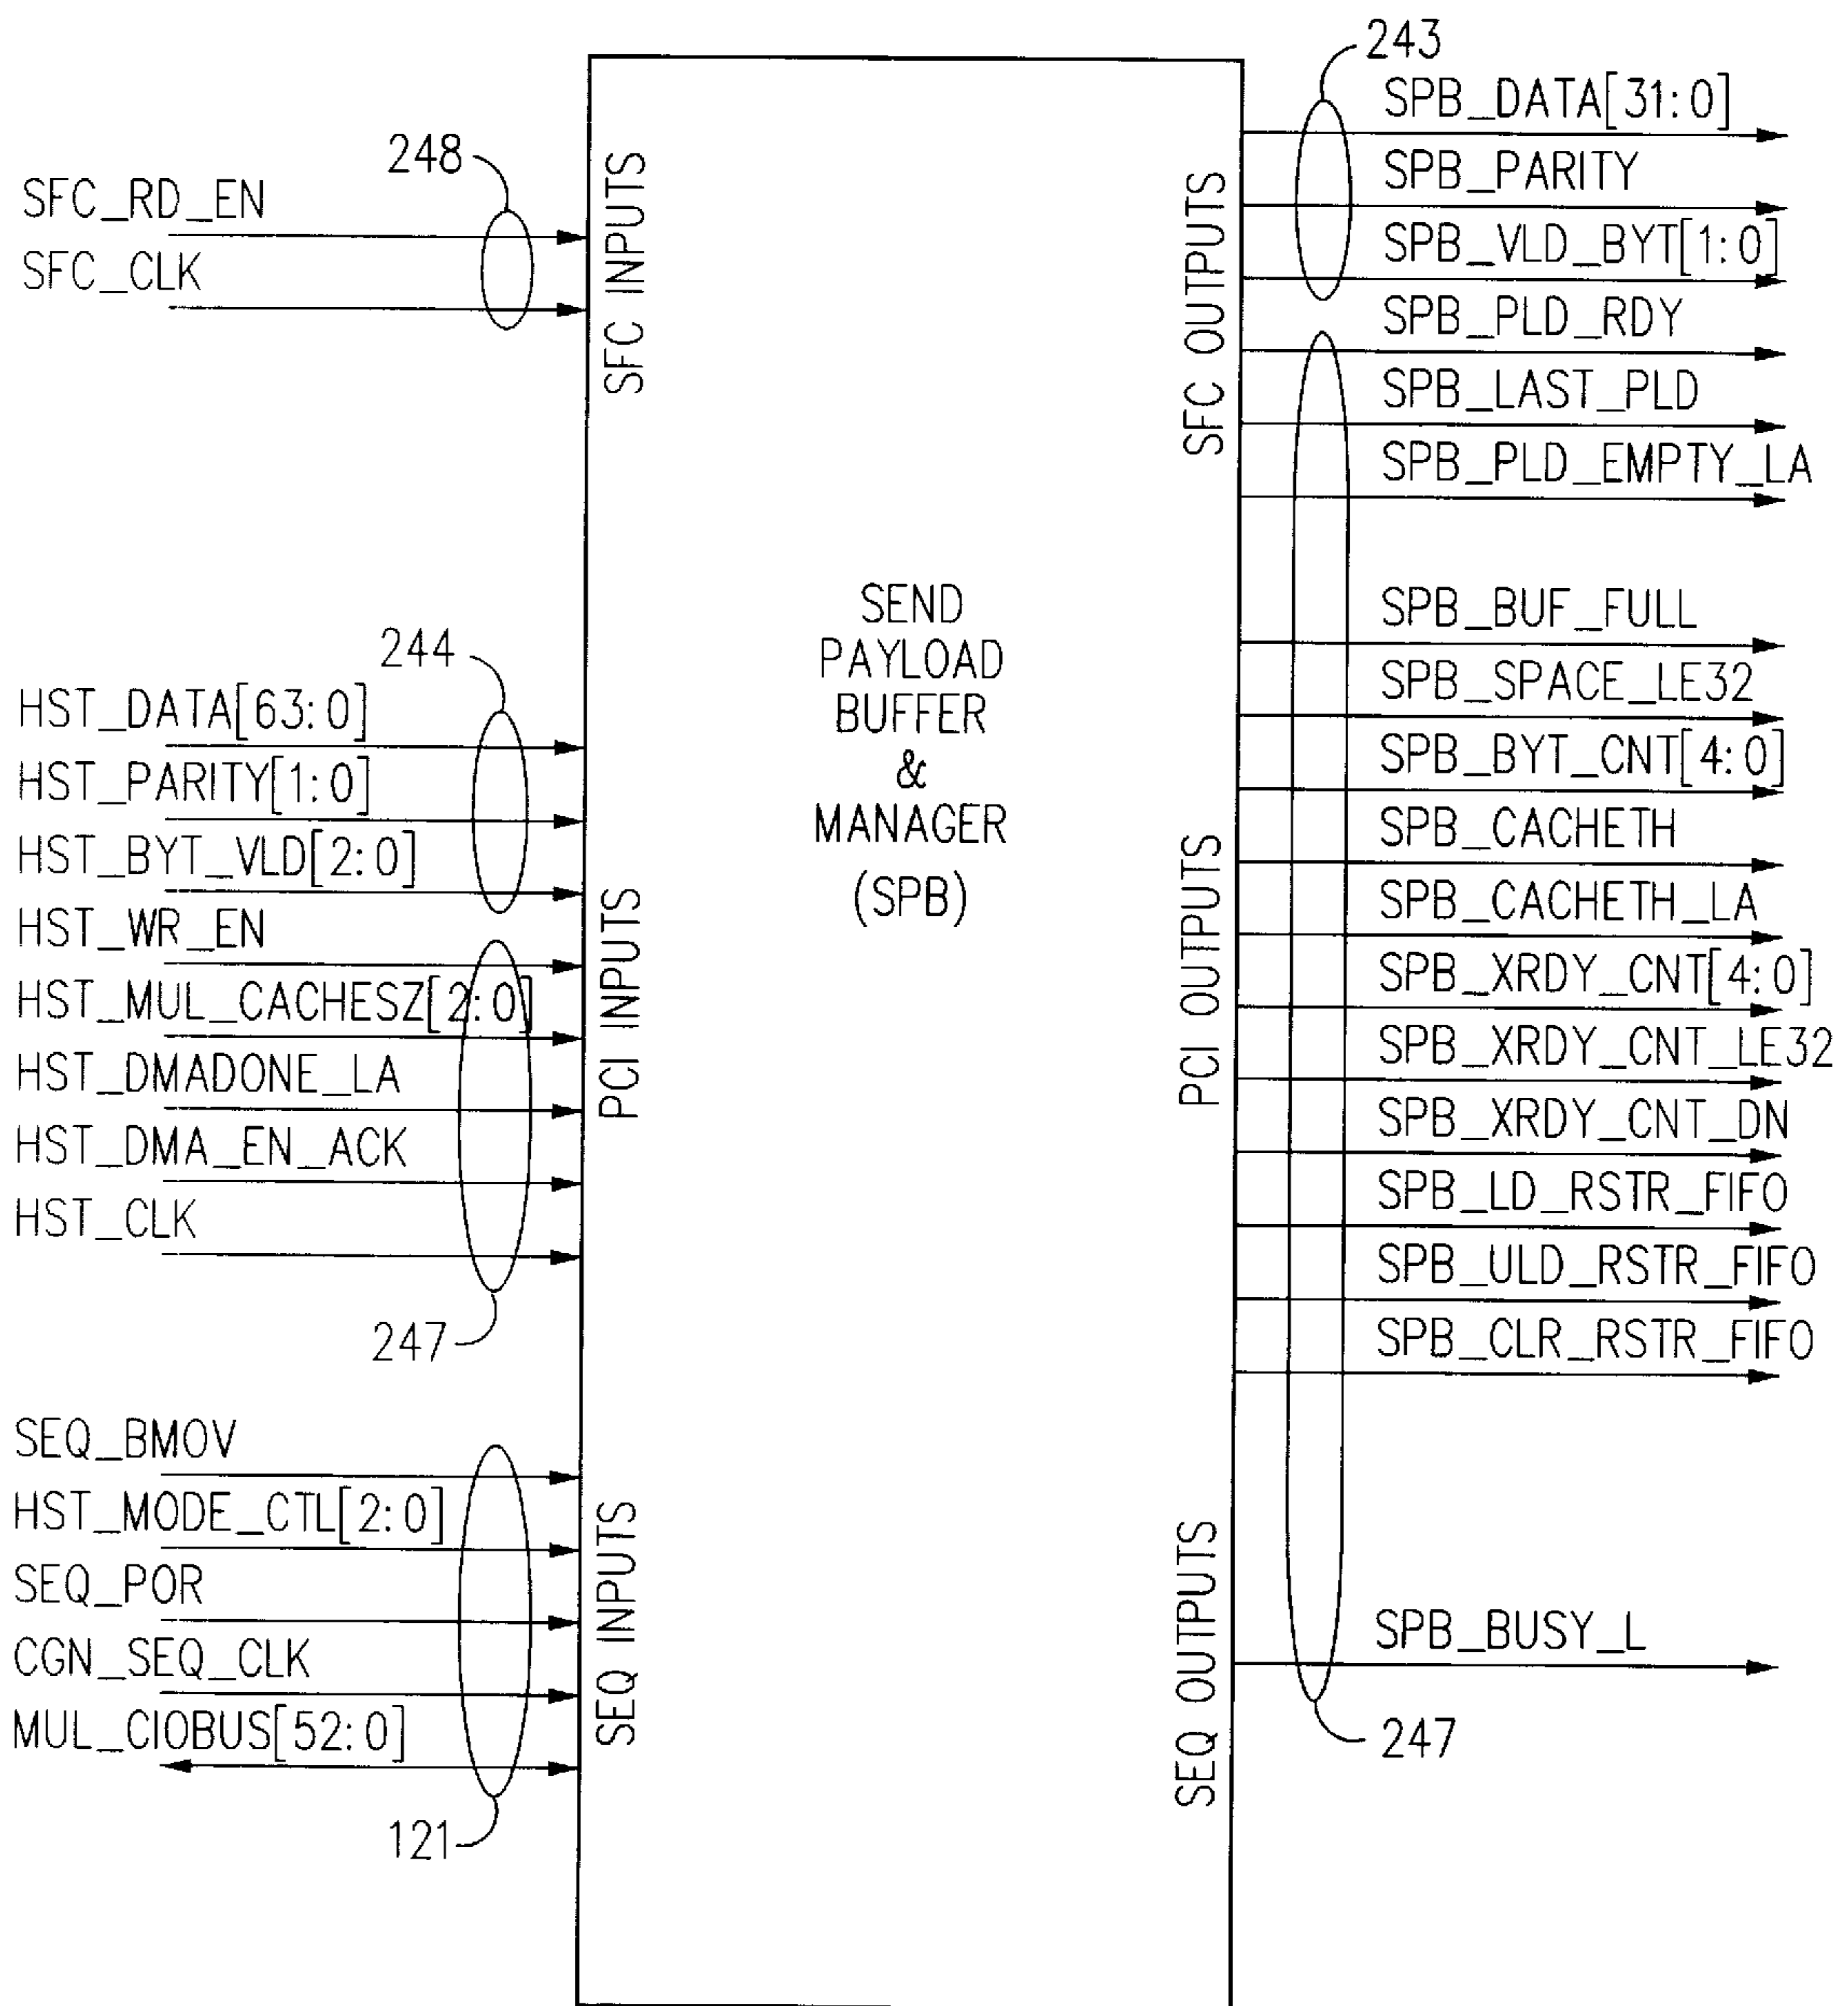 248
SFC_RD_EN
SFC_CLK
SFC INPUTS
244
HST_DATA[63:0]
HST_PARITY[1:0]
HST_BYT_VLD[2:0]
HST_WR_EN
HST_MUL_CACHESZ[2:0]
HST_DMADONE_LA
HST_DMA_EN_ACK
HST_CLK
PCI INPUTS
247
SEQ_BMOV
HST_MODE_CTL[2:0]
SEQ_POR
CGN_SEQ_CLK
MUL_CIOBUS[52:0]
SEQ INPUTS
121
SEND
PAYLOAD
BUFFER
&
MANAGER
(SPB)
243
SFC OUTPUTS
SPB_DATA[31:0]
SPB_PARITY
SPB_VLD_BYT[1:0]
SPB_PLD_RDY
SPB_LAST_PLD
SPB_PLD_EMPTY_LA
PCI OUTPUTS
SPB_BUF_FULL
SPB_SPACE_LE32
SPB_BYT_CNT[4:0]
SPB_CACHETH
SPB_CACHETH_LA
SPB_XRDY_CNT[4:0]
SPB_XRDY_CNT_LE32
SPB_XRDY_CNT_DN
SPB_LD_RSTR_FIFO
SPB_ULD_RSTR_FIFO
SPB_CLR_RSTR_FIFO
SEQ OUTPUTS
SPB_BUSY_L
247